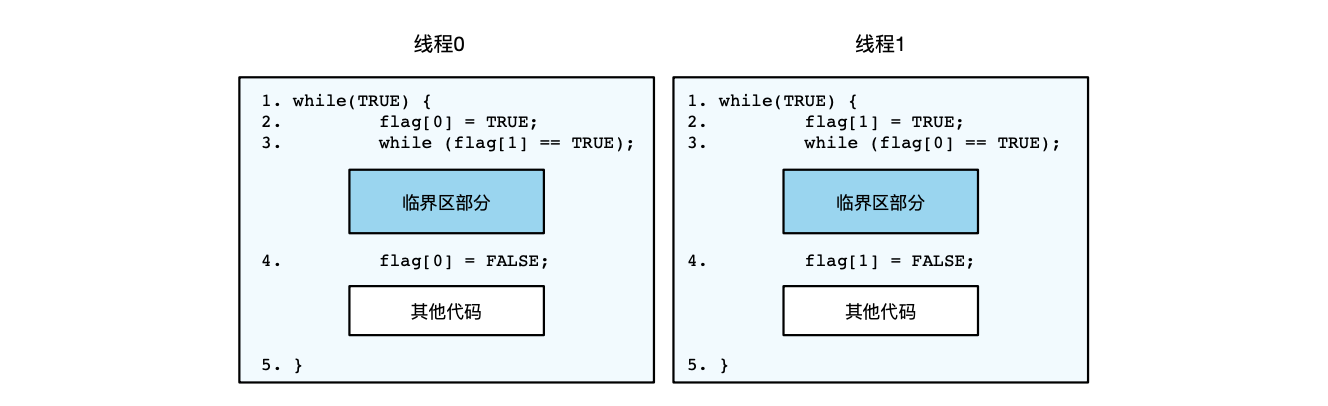 线程0
1. while(TRUE) {
2. flag[0] = TRUE;
3. while (flag[1] == TRUE);
临界区部分
4. flag[0] = FALSE;
其他代码
5. }
线程1
1. while(TRUE) {
2. flag[1] = TRUE;
3. while (flag[0] == TRUE);
临界区部分
4. flag[1] = FALSE;
其他代码
5. }